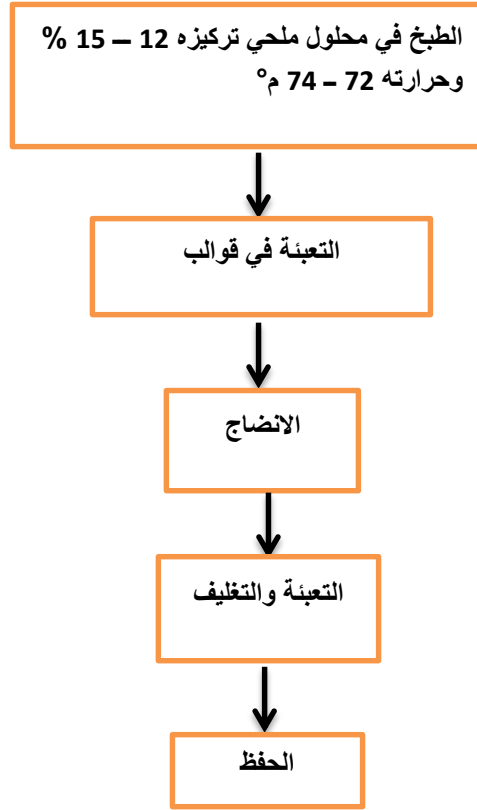 الطبخ في محلول ملحي تركيزه 12 – 15 %
وحرارته 72 – 74 م°
التعبئة في قوالب
الانضاج
التعبئة والتغليف
الحفظ